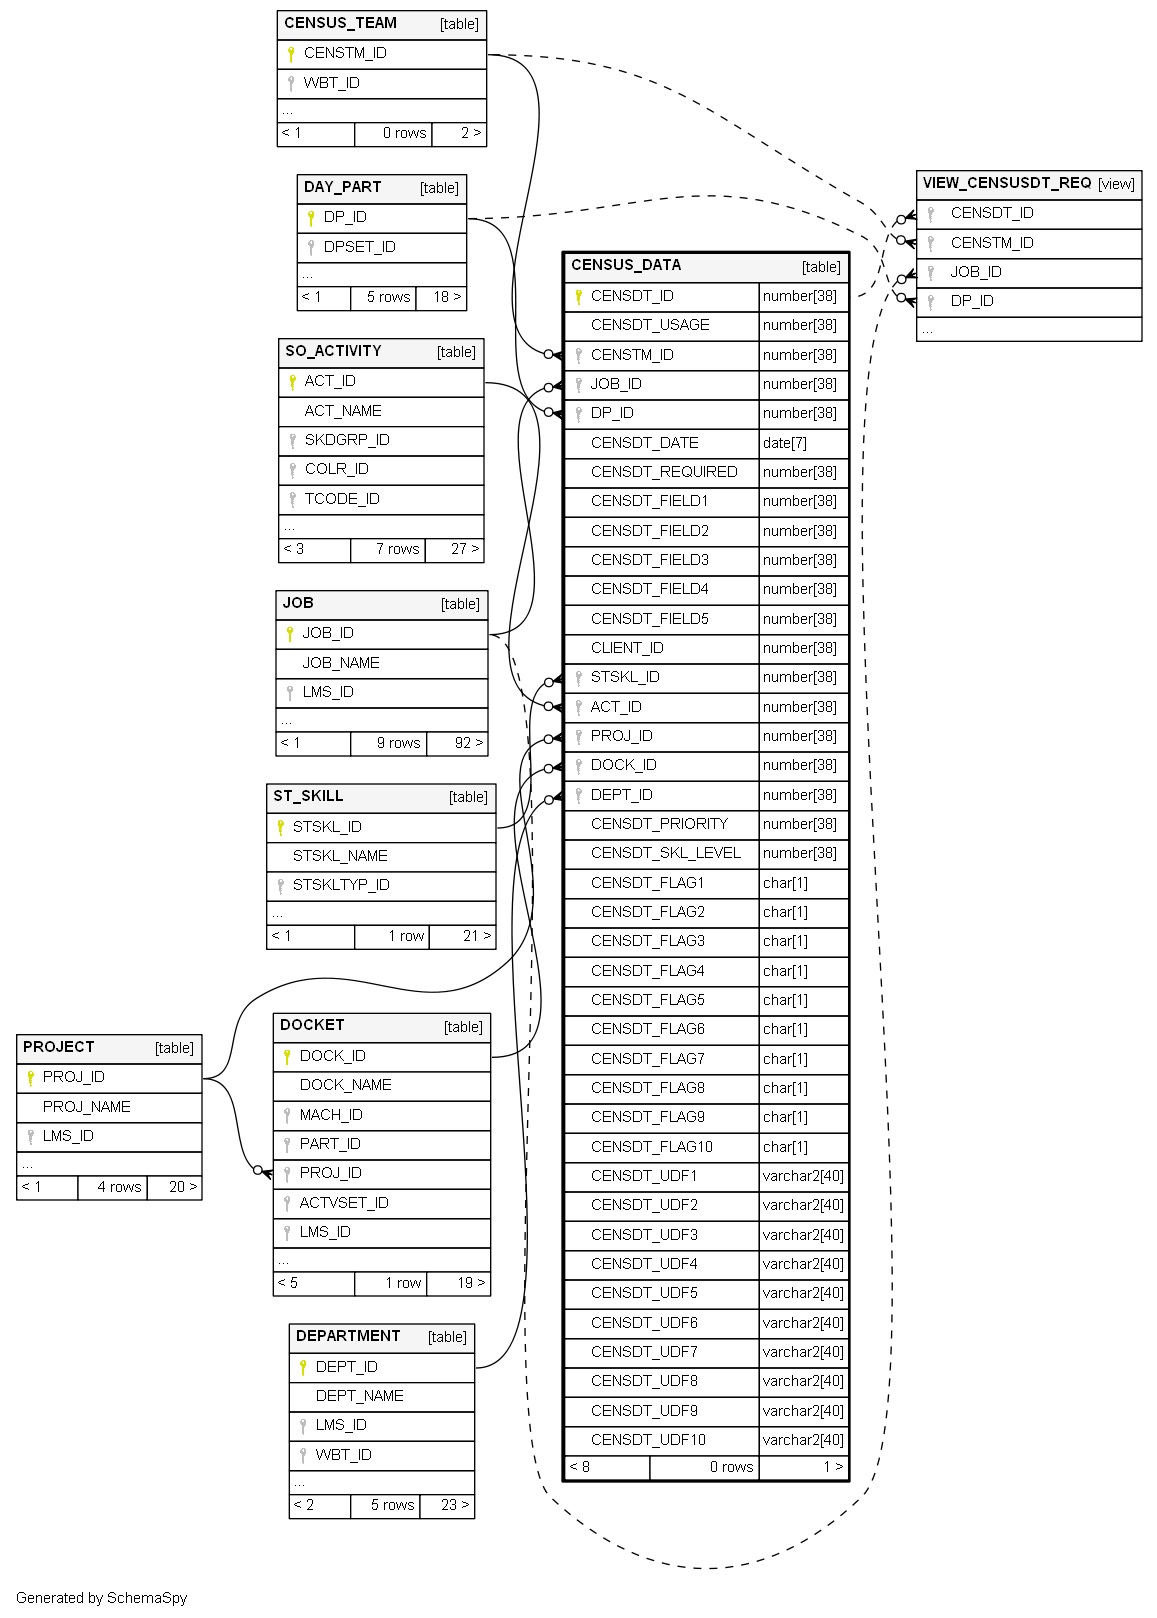 CENSUS_TEAM [table]
CENSTM_ID
WBT_ID
...
< 1 0 rows 2 >
DAY_PART [table]
DP_ID
DPSET_ID
...
< 1 5 rows 18 >
SO_ACTIVITY [table]
ACT_ID
ACT_NAME
SKDGRP_ID
COLR_ID
TCODE_ID
...
< 3 7 rows 27 >
JOB [table]
JOB_ID
JOB_NAME
LMS_ID
...
< 1 9 rows 92 >
ST_SKILL [table]
STSKL_ID
STSKL_NAME
STSKLTYP_ID
...
< 1 1 row 21 >
PROJECT [table]
PROJ_ID
PROJ_NAME
LMS_ID
...
< 1 4 rows 20 >
DOCKET [table]
DOCK_ID
DOCK_NAME
MACH_ID
PART_ID
PROJ_ID
ACTVSET_ID
LMS_ID
...
< 5 1 row 19 >
DEPARTMENT [table]
DEPT_ID
DEPT_NAME
LMS_ID
WBT_ID
...
< 2 5 rows 23 >
CENSUS_DATA [table]
CENSDT_ID number[38]
CENSDT_USAGE number[38]
CENSTM_ID number[38]
JOB_ID number[38]
DP_ID number[38]
CENSDT_DATE date[7]
CENSDT_REQUIRED number[38]
CENSDT_FIELD1 number[38]
CENSDT_FIELD2 number[38]
CENSDT_FIELD3 number[38]
CENSDT_FIELD4 number[38]
CENSDT_FIELD5 number[38]
CLIENT_ID number[38]
STSKL_ID number[38]
ACT_ID number[38]
PROJ_ID number[38]
DOCK_ID number[38]
DEPT_ID number[38]
CENSDT_PRIORITY number[38]
CENSDT_SKL_LEVEL number[38]
CENSDT_FLAG1 char[1]
CENSDT_FLAG2 char[1]
CENSDT_FLAG3 char[1]
CENSDT_FLAG4 char[1]
CENSDT_FLAG5 char[1]
CENSDT_FLAG6 char[1]
CENSDT_FLAG7 char[1]
CENSDT_FLAG8 char[1]
CENSDT_FLAG9 char[1]
CENSDT_FLAG10 char[1]
CENSDT_UDF1 varchar2[40]
CENSDT_UDF2 varchar2[40]
CENSDT_UDF3 varchar2[40]
CENSDT_UDF4 varchar2[40]
CENSDT_UDF5 varchar2[40]
CENSDT_UDF6 varchar2[40]
CENSDT_UDF7 varchar2[40]
CENSDT_UDF8 varchar2[40]
CENSDT_UDF9 varchar2[40]
CENSDT_UDF10 varchar2[40]
< 8 0 rows 1 >
VIEW_CENSUSDT_REQ [view]
CENSDT_ID
CENSTM_ID
JOB_ID
DP_ID
...
Generated by SchemaSpy